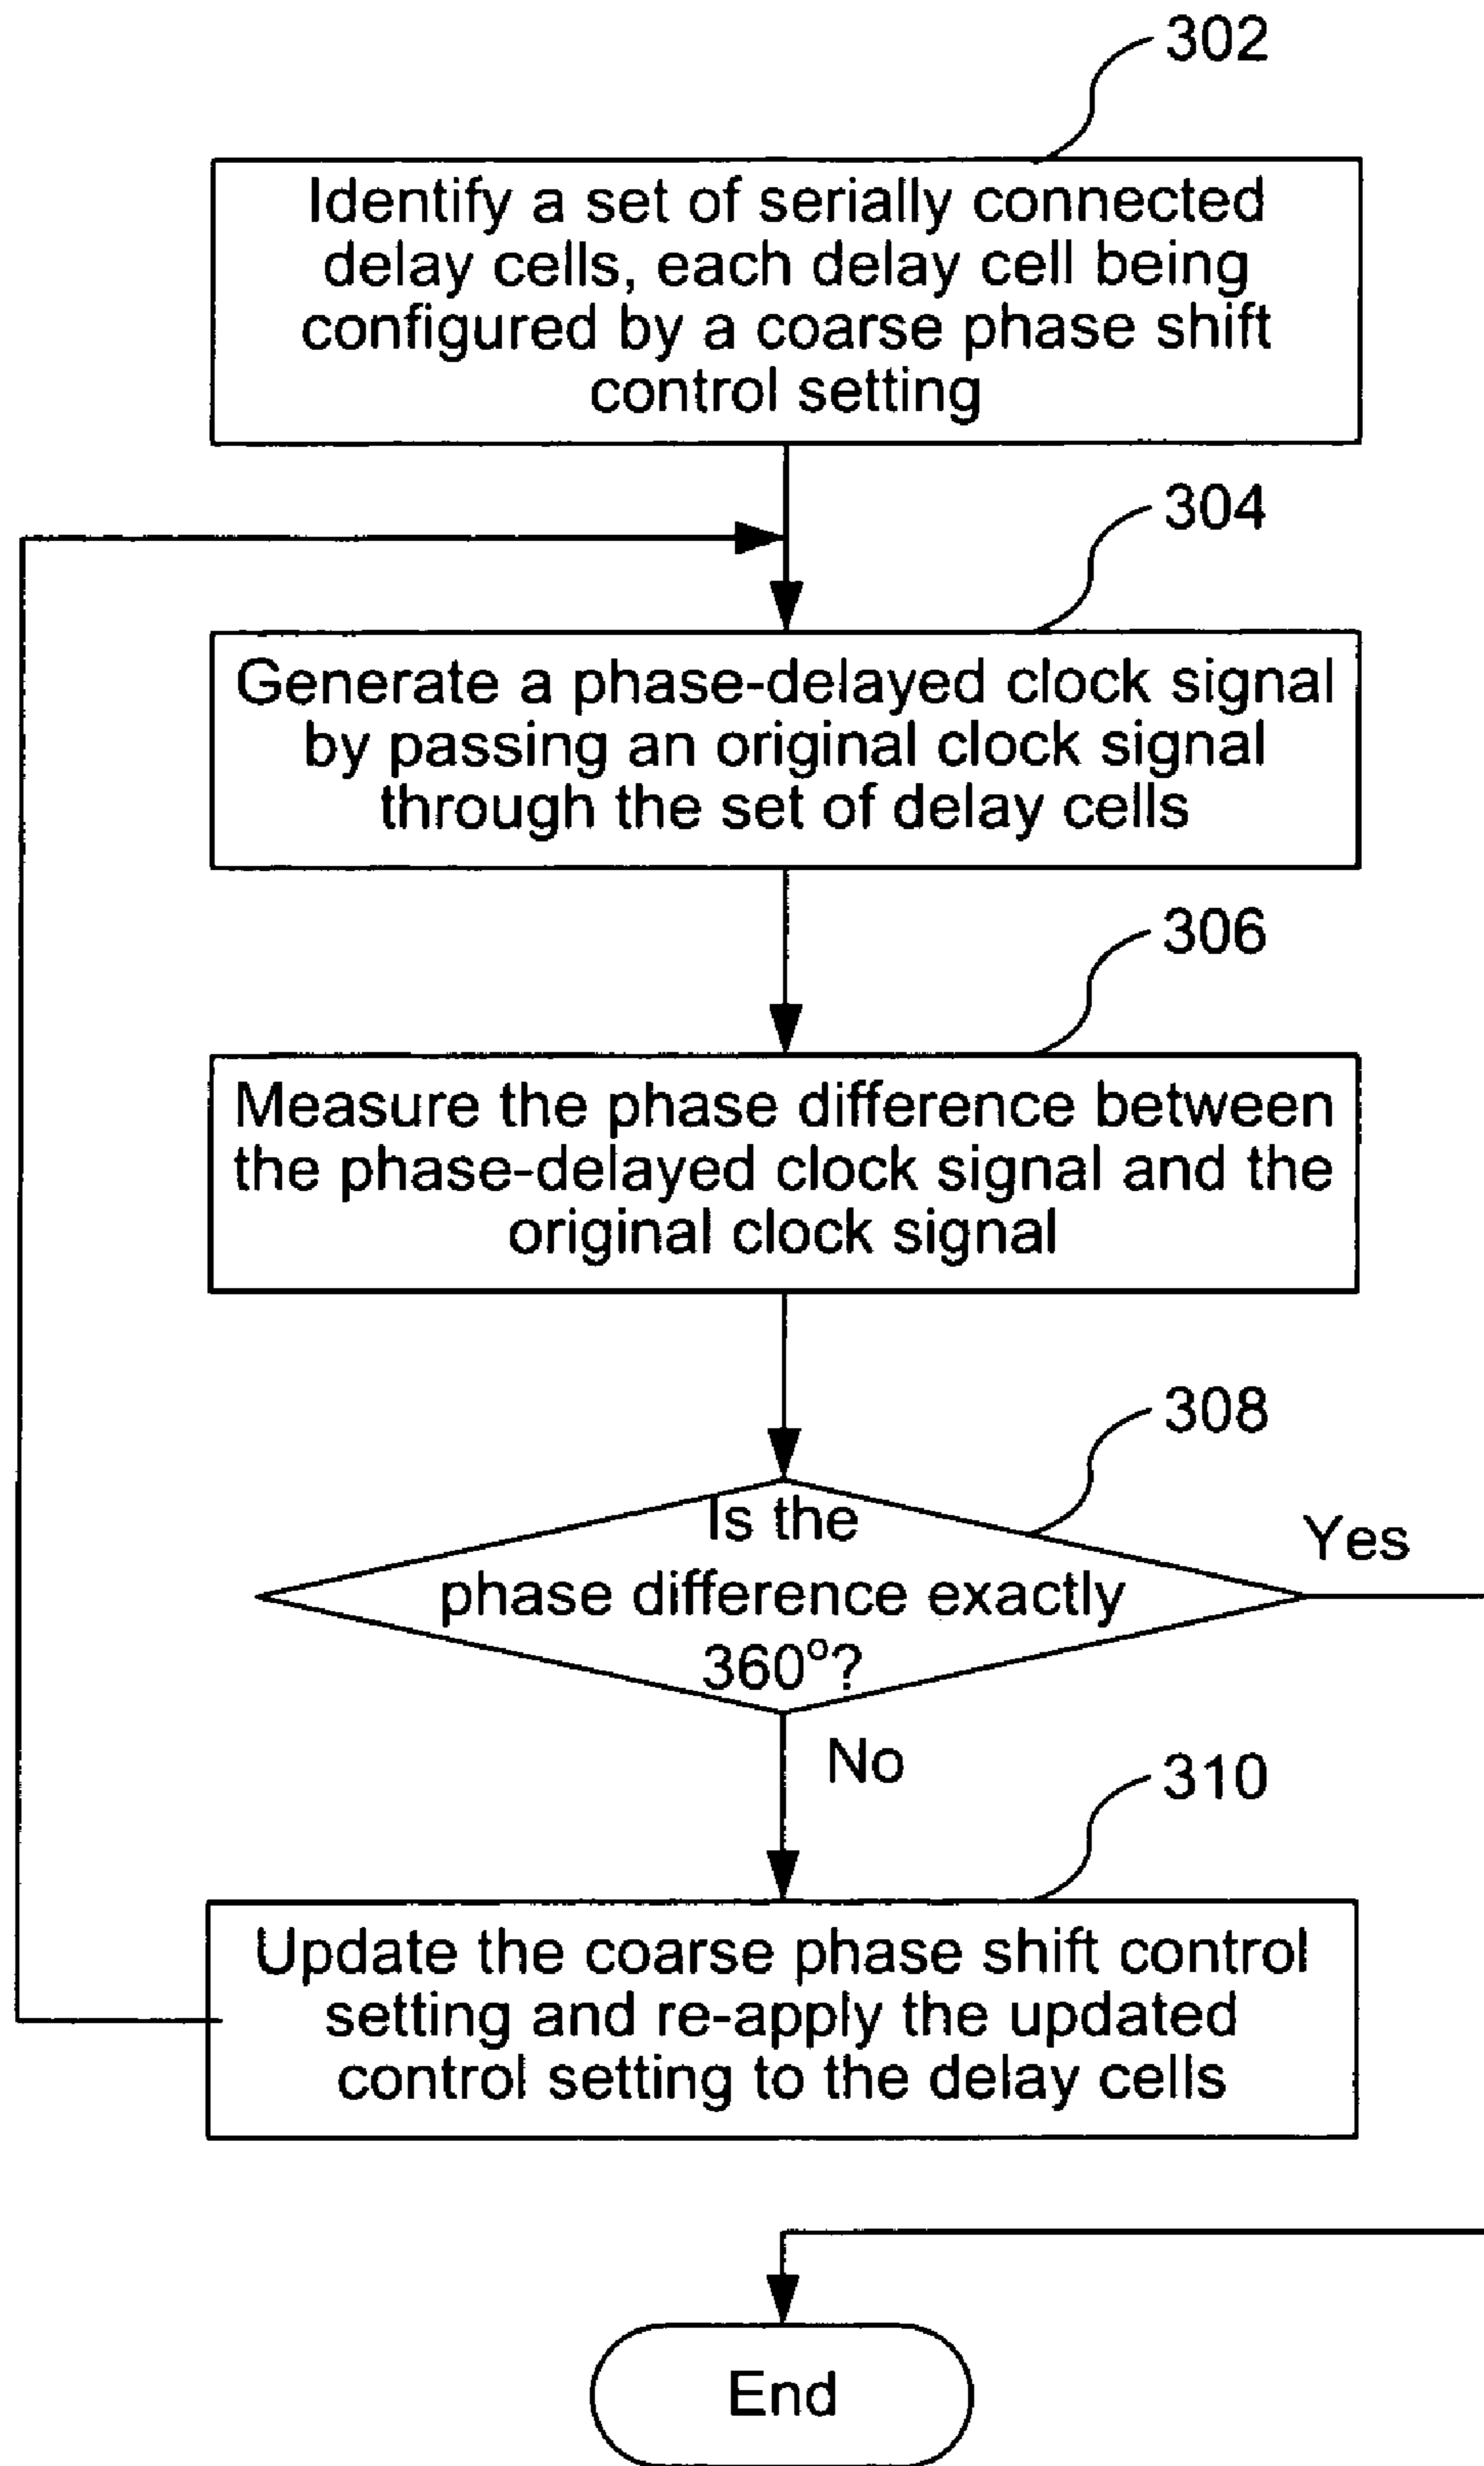 302
Identify a set of serially connected
delay cells, each delay cell being
configured by a coarse phase shift
control setting
304
Generate a phase-delayed clock signal
by passing an original clock signal
through the set of delay cells
306
Measure the phase difference between
the phase-delayed clock signal and the
original clock signal
308
Is the
phase difference exactly
360°?
Yes
No
310
Update the coarse phase shift control
setting and re-apply the updated
control setting to the delay cells
End